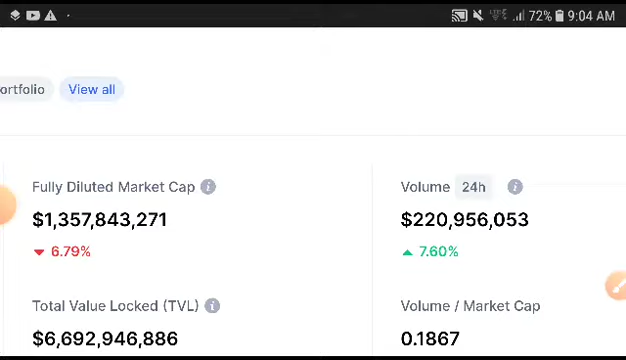 72% 9:04 AM
ortfolio View all
Fully Diluted Market Cap Volume 24h
$1,357,843,271 $220,956,053
6.79% 7.60%
Total Value Locked (TVL) Volume / Market Cap
$6,692,946,886 0.1867